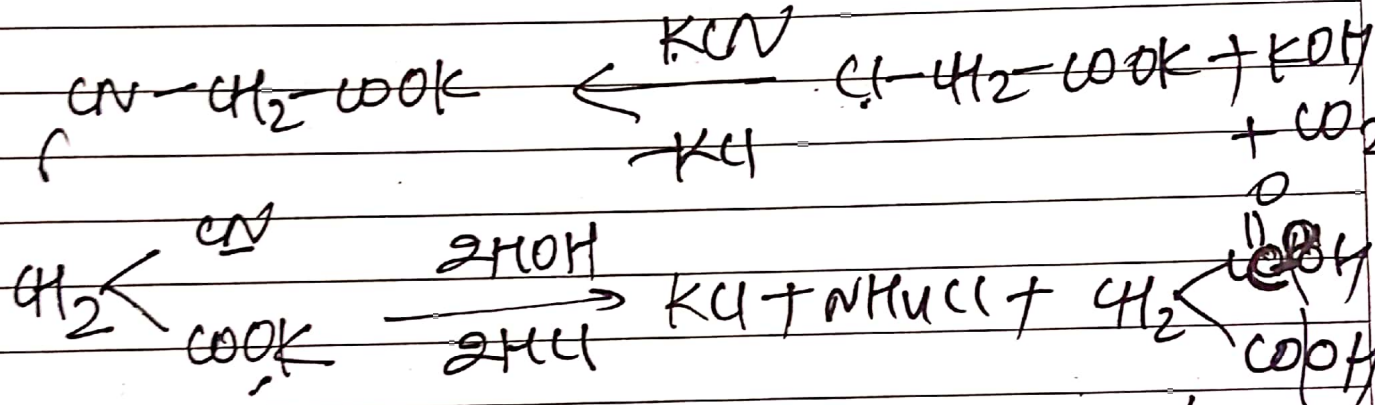 KCN
CN-CH2-COOK ← Cl-CH2-COOK + KOH
-KCl + CO2
O
CN 2HOH COOH
CH2 → KCl + NH4Cl + CH2
COOK 2HCl COOH